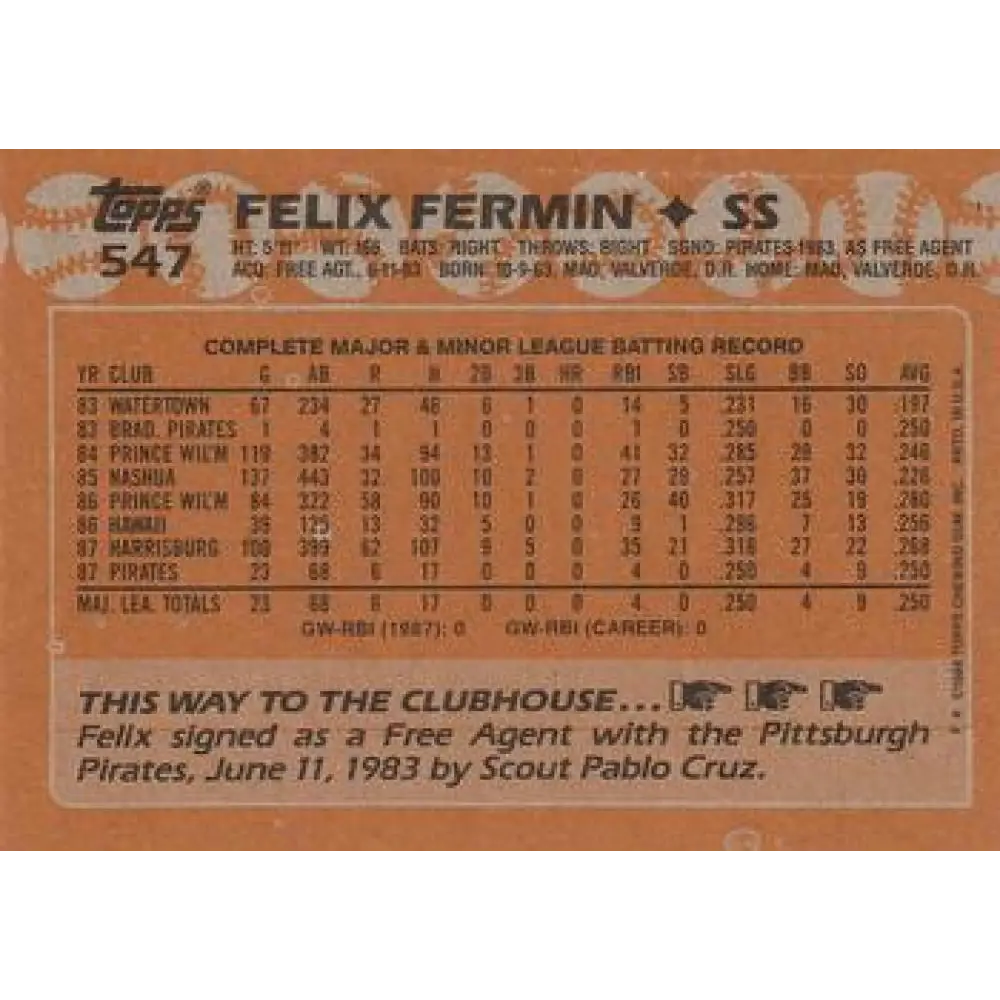 Topps®
547
FELIX FERMIN ♦ SS
HT: 5'11" WT: 166 BATS: RIGHT THROWS: RIGHT SGND: PIRATES-1983, AS FREE AGENT
ACQ: FREE AGT., 6-11-83 BORN: 10-9-63, MAO, VALVERDE, D.R. HOME: MAO, VALVERDE, D.R.
COMPLETE MAJOR & MINOR LEAGUE BATTING RECORD
YR CLUB G AB R H 2B 3B HR RBI SB SLG BB SO AVG
83 WATERTOWN 67 234 27 46 6 1 0 14 5 .231 16 30 .197
83 BRAD. PIRATES 1 4 1 1 0 0 0 1 0 .250 0 0 .250
84 PRINCE WIL'M 119 382 34 94 13 1 0 41 32 .285 29 32 .246
85 NASHUA 137 443 32 100 10 2 0 27 29 .257 37 30 .226
86 PRINCE WIL'M 84 322 58 90 10 1 0 26 40 .317 25 19 .280
86 HAWAII 39 125 13 32 5 0 0 9 1 .296 7 13 .256
87 HARRISBURG 100 399 62 107 9 5 0 35 21 .316 27 22 .268
87 PIRATES 23 68 6 17 0 0 0 4 0 .250 4 9 .250
MAJ. LEA. TOTALS 23 68 6 17 0 0 0 4 0 .250 4 9 .250
GW-RBI (1987): 0 GW-RBI (CAREER): 0
THIS WAY TO THE CLUBHOUSE...
Felix signed as a Free Agent with the Pittsburgh
Pirates, June 11, 1983 by Scout Pablo Cruz.
TOPPS CHEWING GUM, INC. PRTD. IN U.S.A.